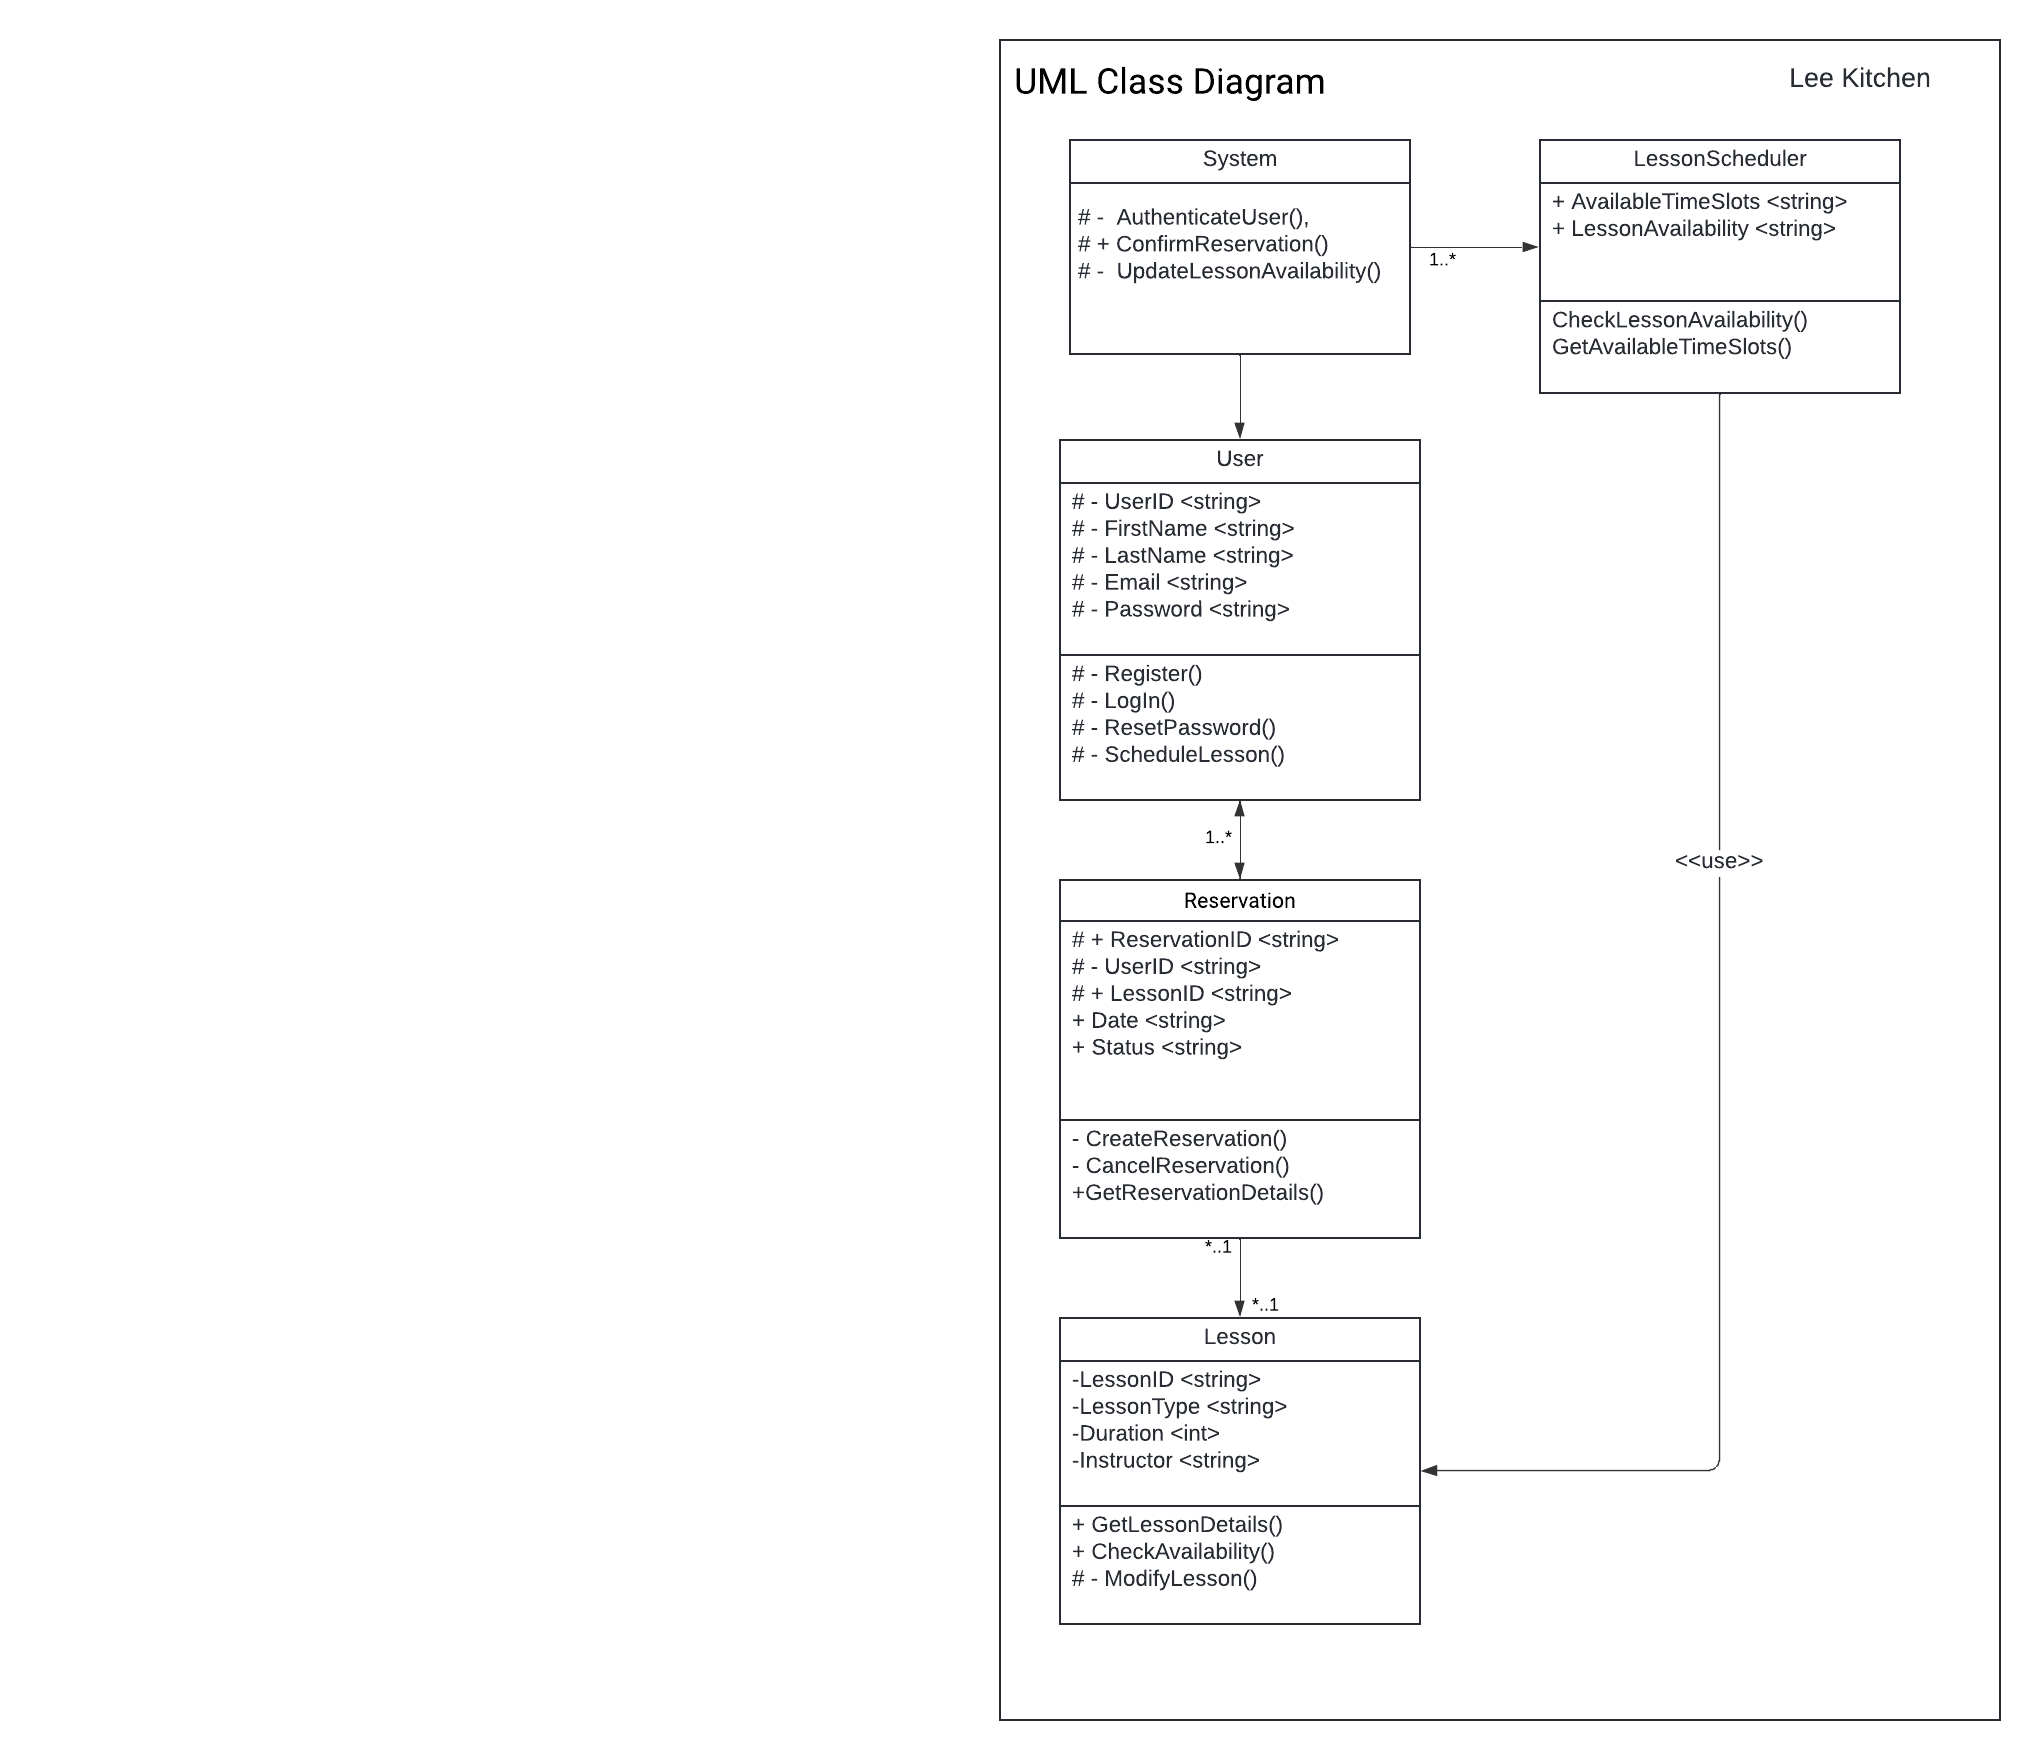 UML Class Diagram
Lee Kitchen
System
# -  AuthenticateUser(),
# + ConfirmReservation()
# -  UpdateLessonAvailability()
1..*
LessonScheduler
+ AvailableTimeSlots <string>
+ LessonAvailability <string>
CheckLessonAvailability()
GetAvailableTimeSlots()
User
# - UserID <string>
# - FirstName <string>
# - LastName <string>
# - Email <string>
# - Password <string>
# - Register()
# - LogIn()
# - ResetPassword()
# - ScheduleLesson()
1..*
<<use>>
Reservation
# + ReservationID <string>
# - UserID <string>
# + LessonID <string>
+ Date <string>
+ Status <string>
- CreateReservation()
- CancelReservation()
+GetReservationDetails()
*..1
*..1
Lesson
-LessonID <string>
-LessonType <string>
-Duration <int>
-Instructor <string>
+ GetLessonDetails()
+ CheckAvailability()
# - ModifyLesson()